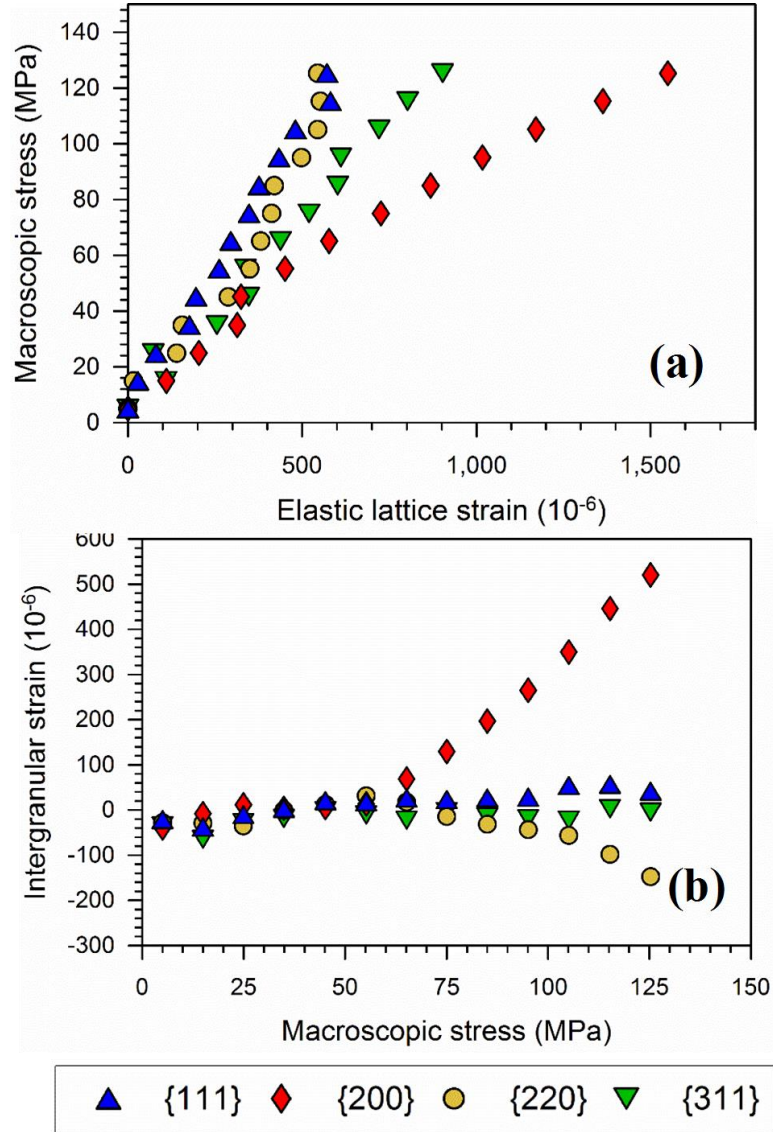 140
120
100
80
60
40
20
0
Macroscopic stress (MPa)
(a)
0 500 1,000 1,500
Elastic lattice strain (10⁻⁶)
600
500
400
300
200
100
0
-100
-200
-300
Intergranular strain (10⁻⁶)
(b)
0 25 50 75 100 125 150
Macroscopic stress (MPa)
{111} {200} {220} {311}